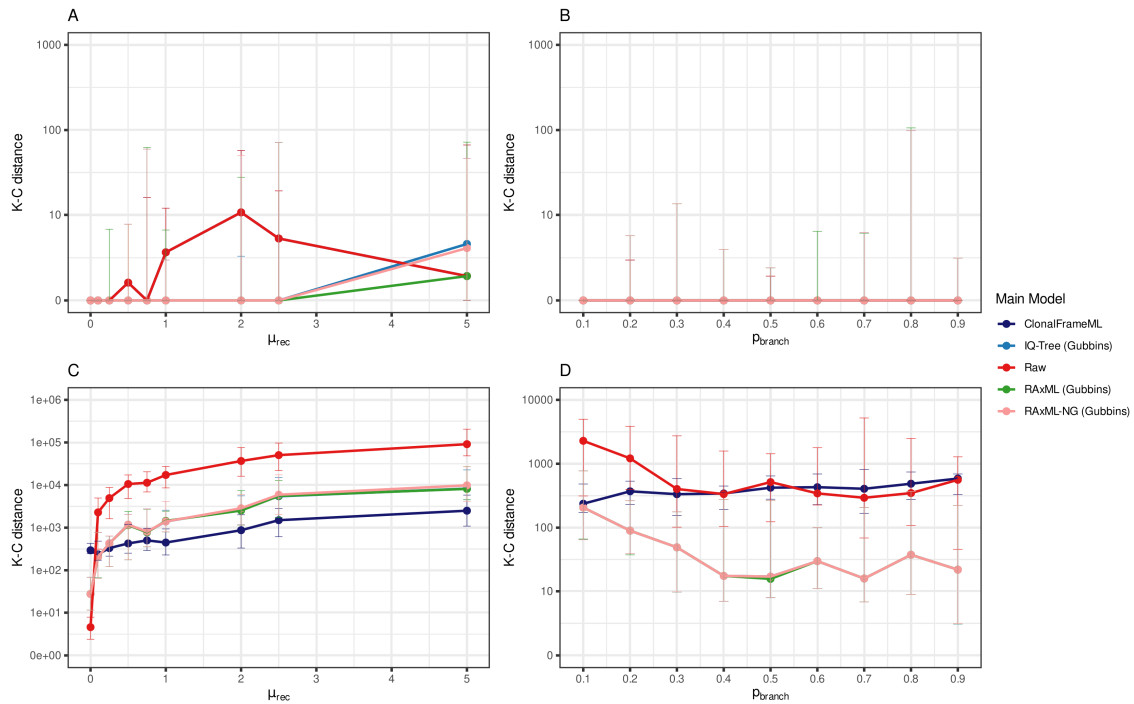 A
B
1000
100
10
0
K-C distance
0
1
2
3
4
5
μrec
1000
100
10
0
K-C distance
0.1
0.2
0.3
0.4
0.5
0.6
0.7
0.8
0.9
pbranch
C
D
1e+06
1e+05
1e+04
1e+03
1e+02
1e+01
0e+00
K-C distance
0
1
2
3
4
5
μrec
10000
1000
100
10
0
K-C distance
0.1
0.2
0.3
0.4
0.5
0.6
0.7
0.8
0.9
pbranch
Main Model
ClonalFrameML
IQ-Tree (Gubbins)
Raw
RAxML (Gubbins)
RAxML-NG (Gubbins)